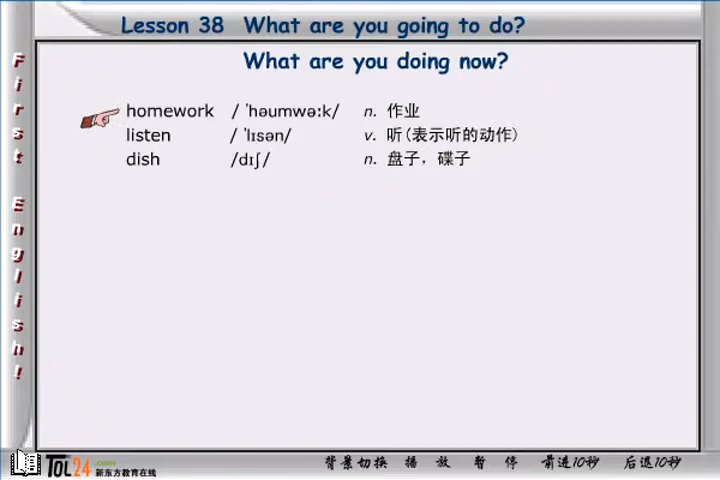 Lesson 38 What are you going to do?
What are you doing now?
First English!
homework / ˈhəumwə:k/ n. 作业
listen / ˈlɪsən/ v. 听(表示听的动作)
dish /dɪʃ/ n. 盘子，碟子
TOL24.com
新东方教育在线
背景切换 播放 暂停 前进10秒 后退10秒